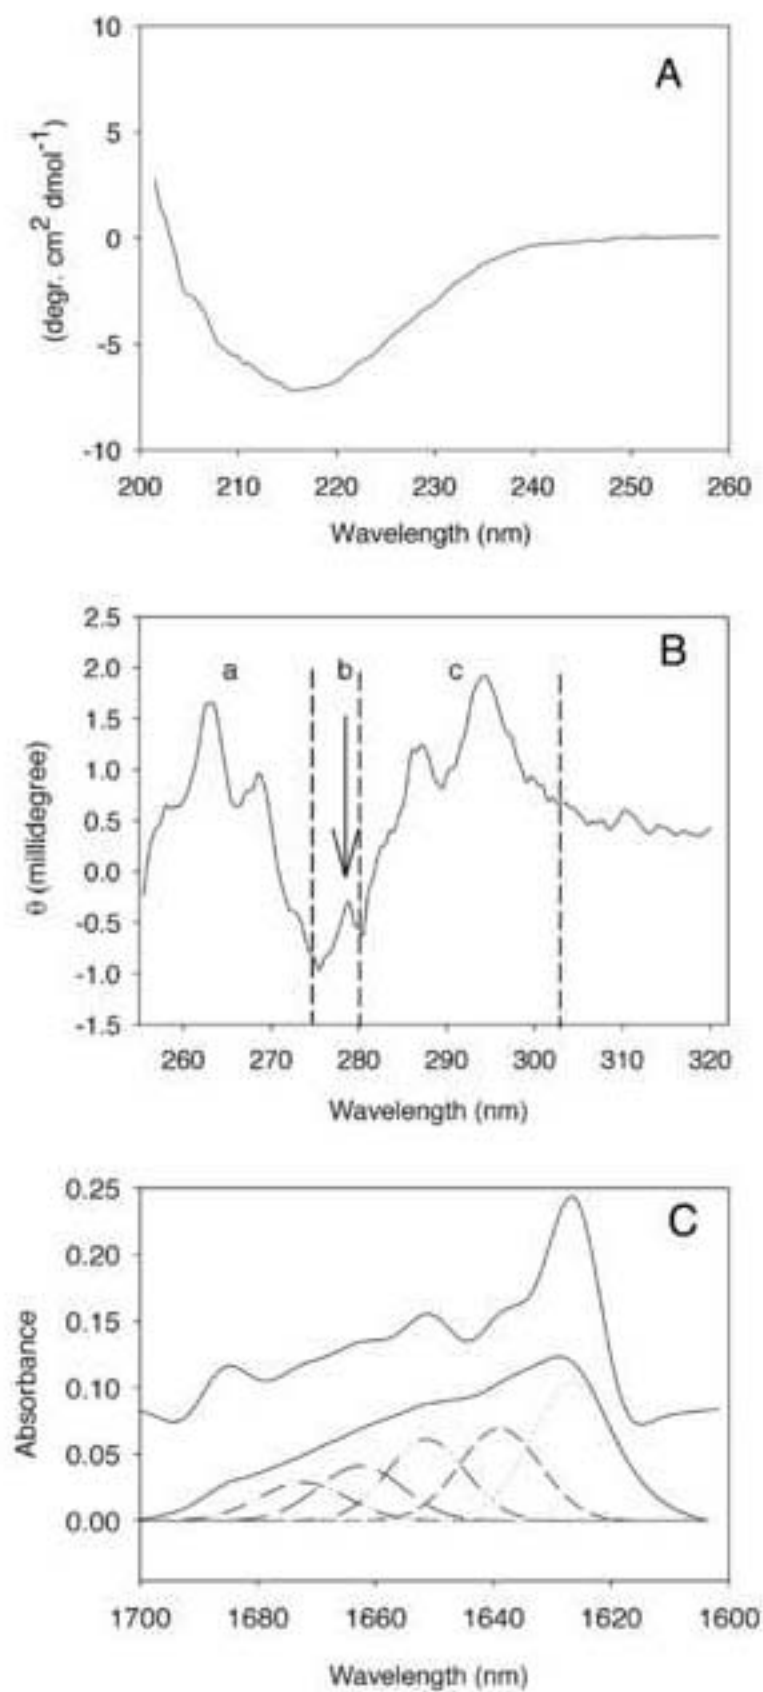 A
10
5
0
-5
-10
(degr. cm² dmol⁻¹)
200 210 220 230 240 250 260
Wavelength (nm)
B
a b c
2.5
2.0
1.5
1.0
0.5
0.0
-0.5
-1.0
-1.5
θ (millidegree)
260 270 280 290 300 310 320
Wavelength (nm)
C
0.25
0.20
0.15
0.10
0.05
0.00
Absorbance
1700 1680 1660 1640 1620 1600
Wavelength (nm)